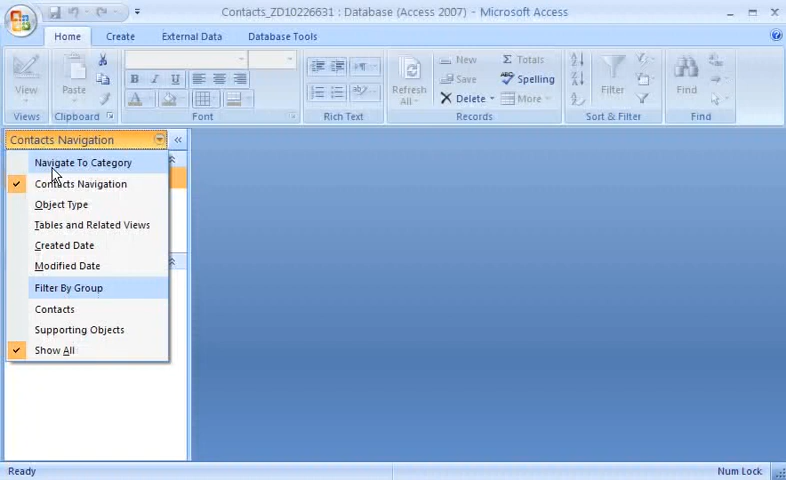 Contacts_ZD10226631 : Database (Access 2007) - Microsoft Access
Home Create External Data Database Tools
View
Views
Paste
Clipboard
B I U
A
Font
Rich Text
Refresh All
New
Save
Delete
Totals
Spelling
More
Records
Filter
Sort & Filter
Find
Find
Contacts Navigation
Navigate To Category
Contacts Navigation
Object Type
Tables and Related Views
Created Date
Modified Date
Filter By Group
Contacts
Supporting Objects
Show All
Ready
Num Lock